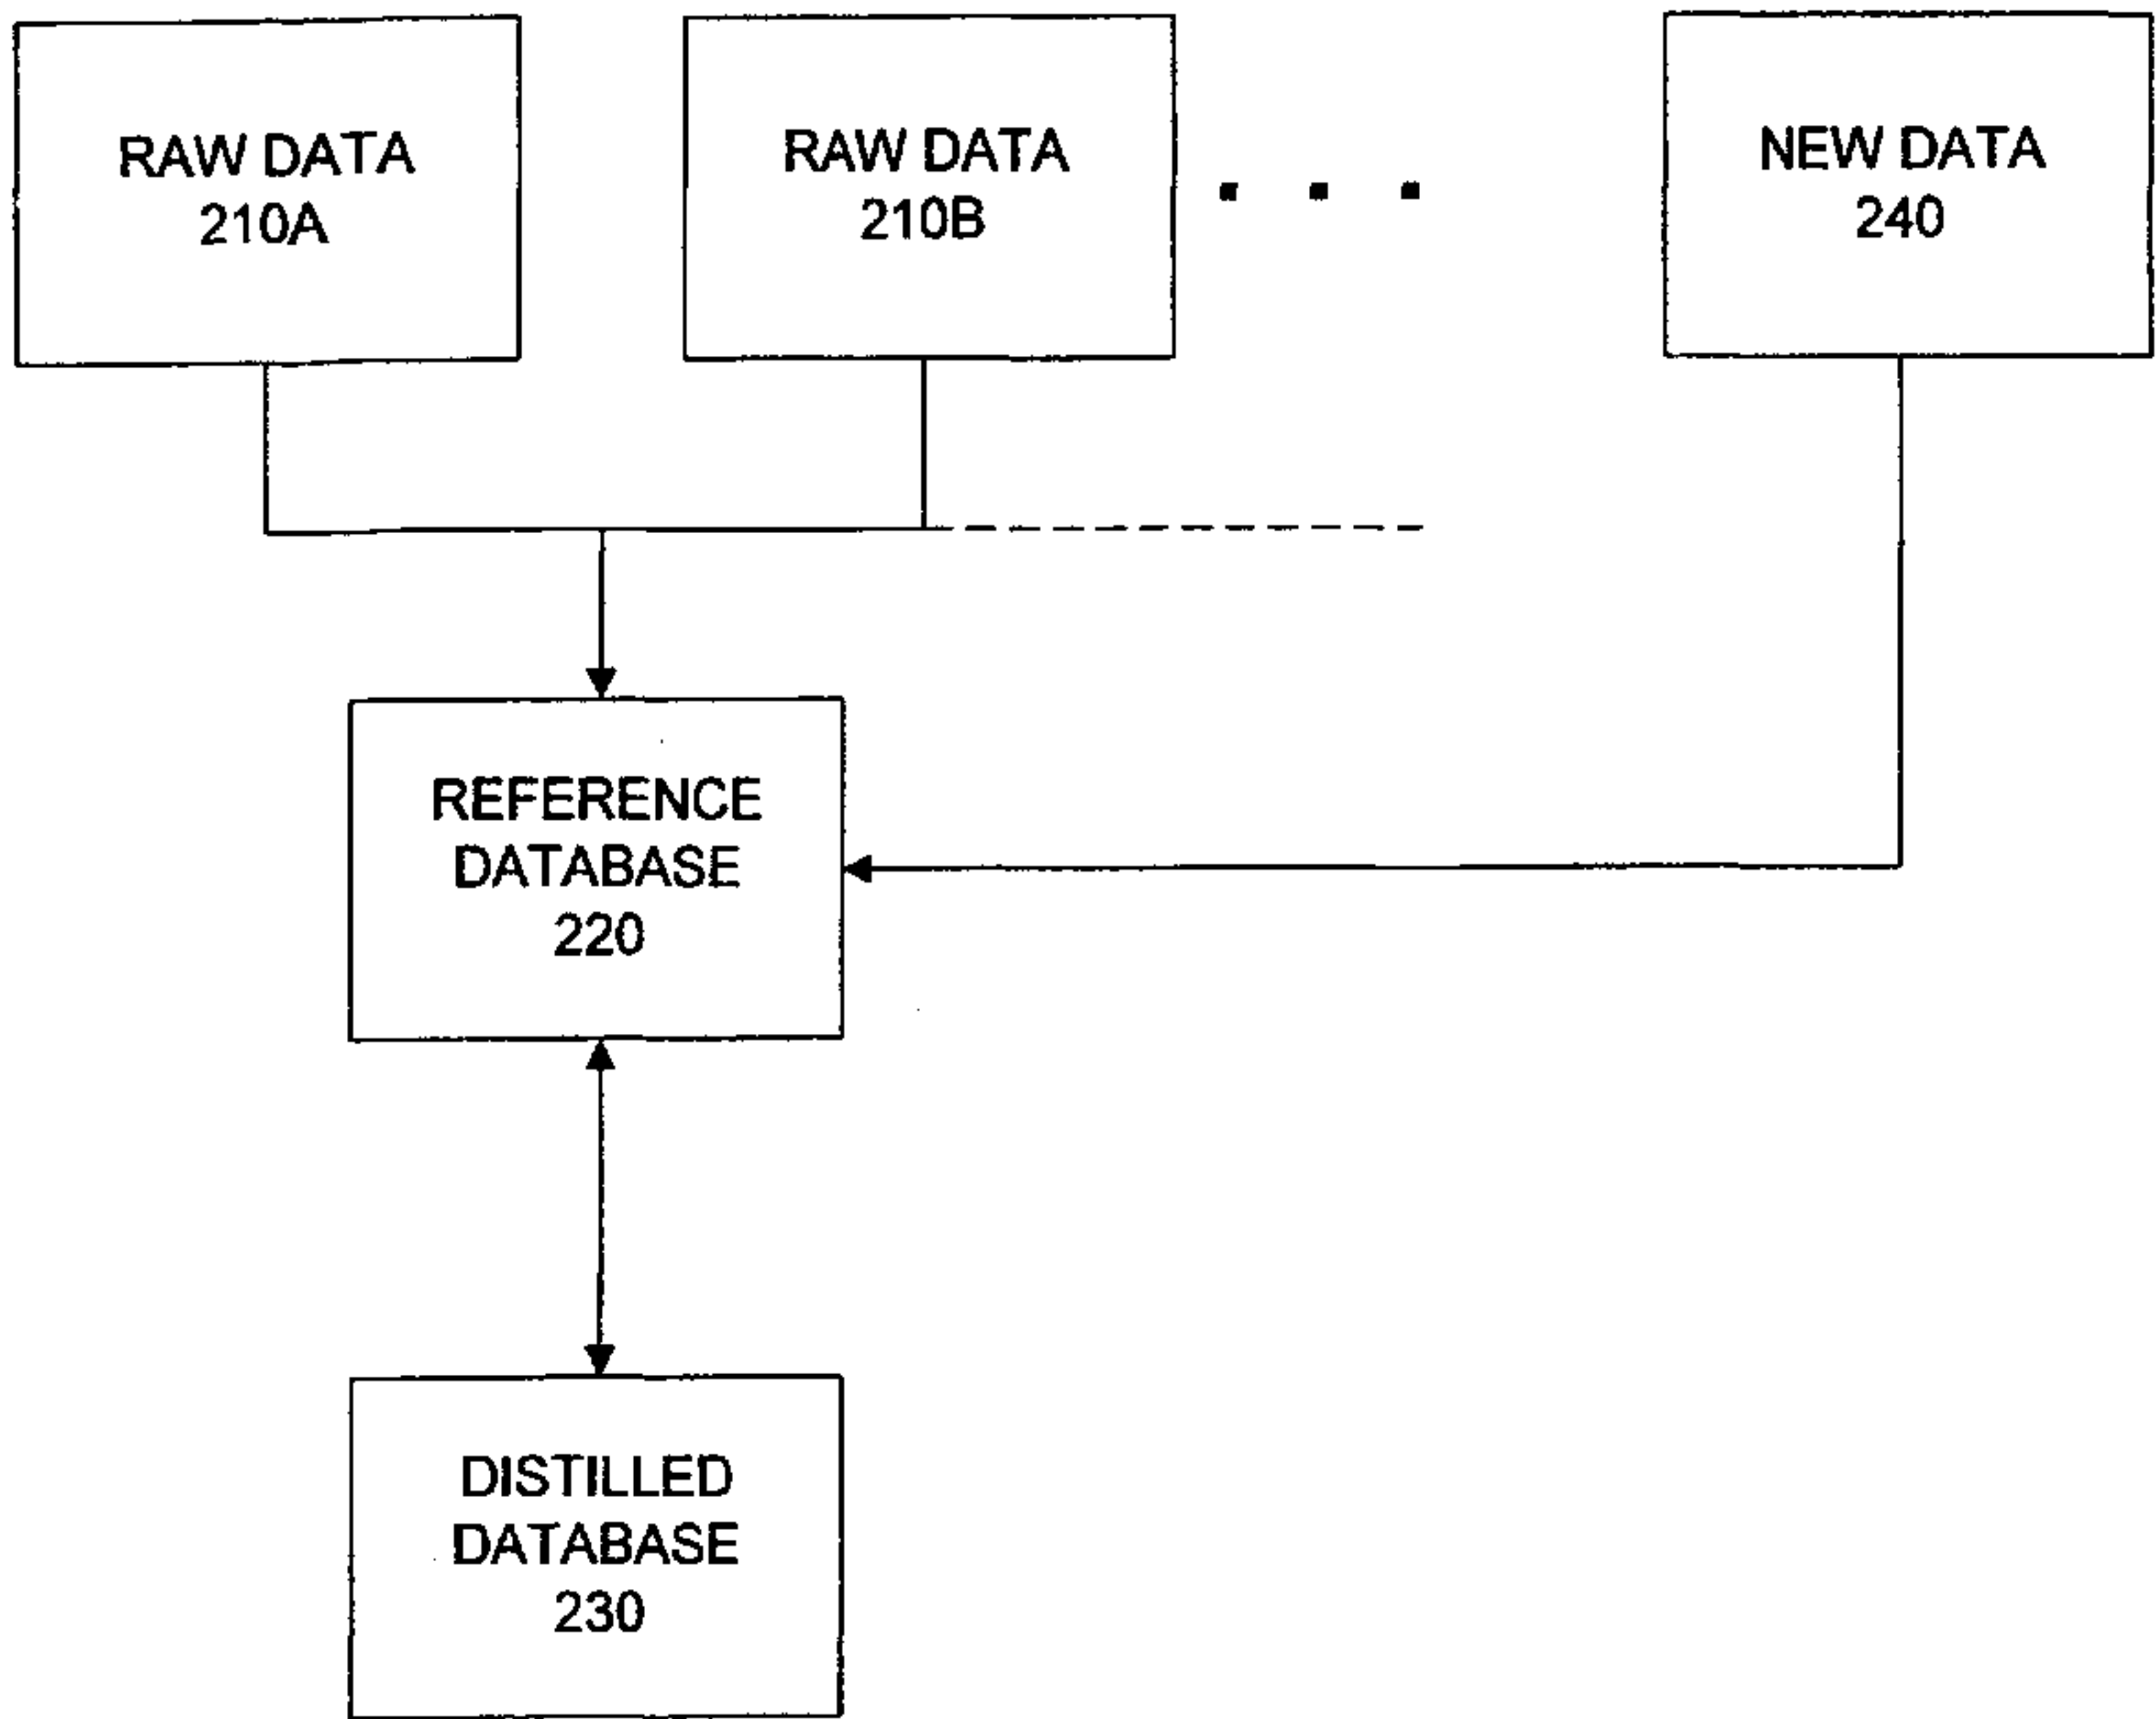 RAW DATA
210A
RAW DATA
210B
NEW DATA
240
REFERENCE
DATABASE
220
DISTILLED
DATABASE
230